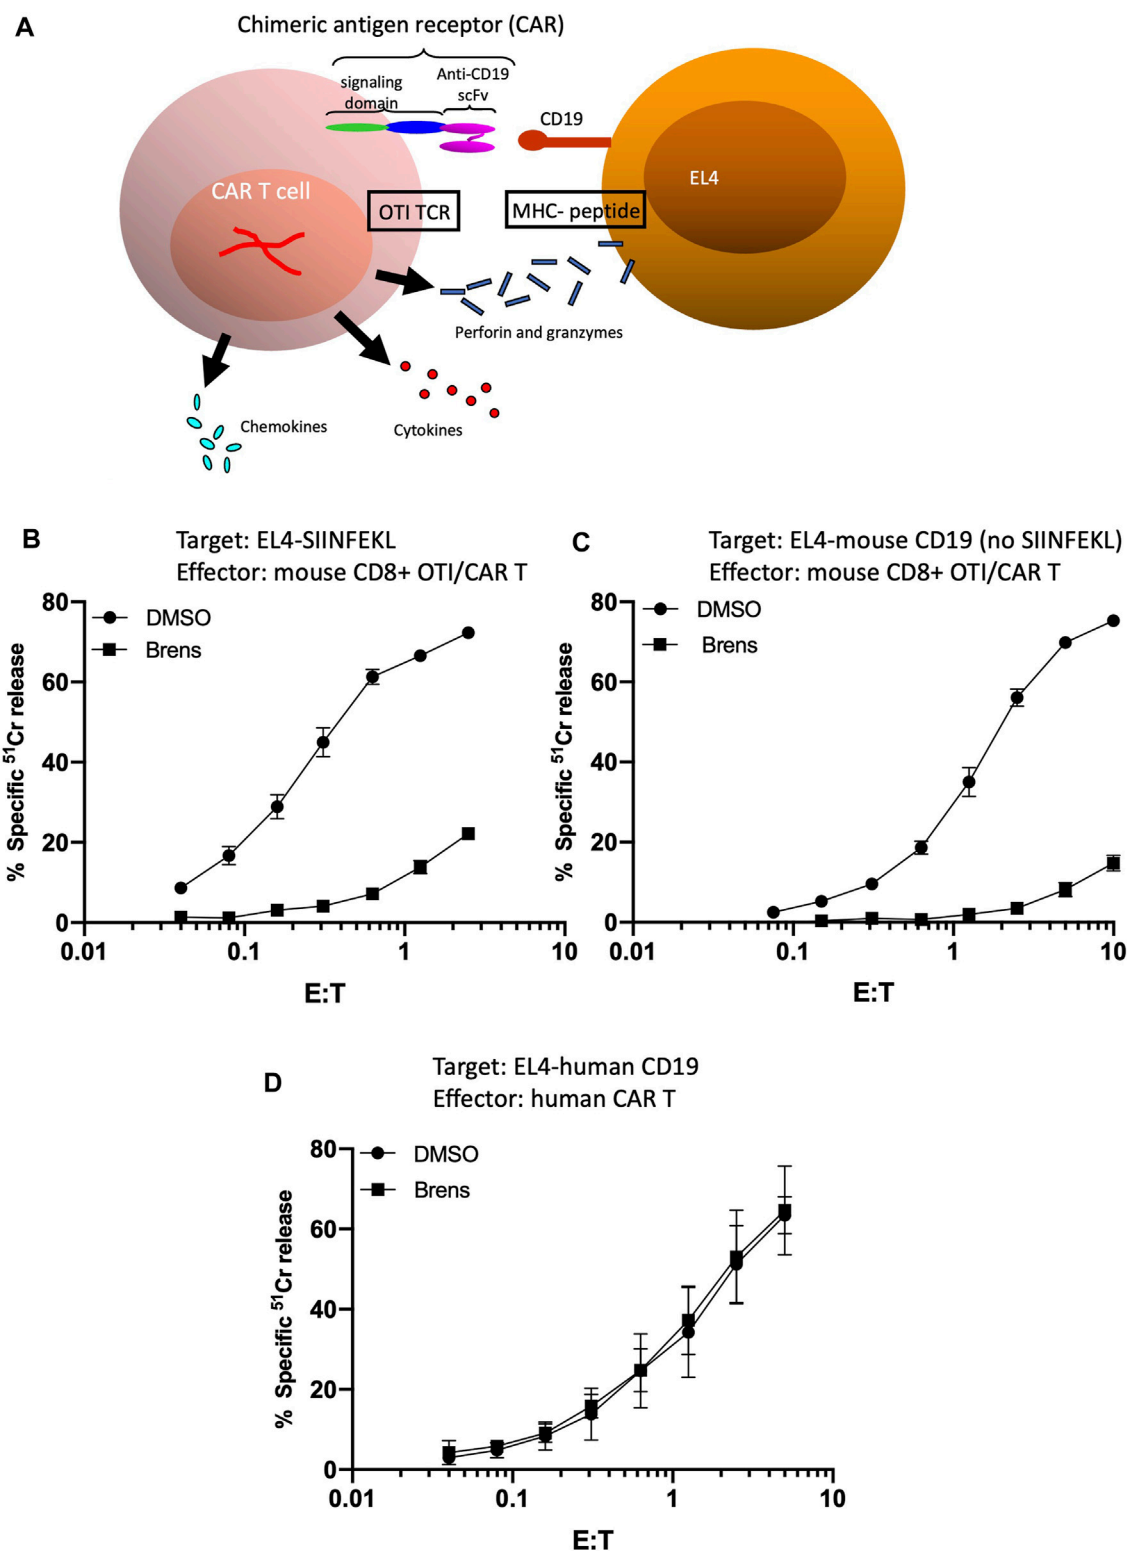 A
Chimeric antigen receptor (CAR)
signaling
domain
Anti-CD19
scFv
CD19
EL4
CAR T cell
OTI TCR
MHC- peptide
Perforin and granzymes
Chemokines
Cytokines
B
Target: EL4-SIINFEKL
Effector: mouse CD8+ OTI/CAR T
DMSO
Brens
% Specific ⁵¹Cr release
80
60
40
20
0
0.01
0.1
1
10
E:T
C
Target: EL4-mouse CD19 (no SIINFEKL)
Effector: mouse CD8+ OTI/CAR T
DMSO
Brens
% Specific ⁵¹Cr release
80
60
40
20
0
0.01
0.1
1
10
E:T
D
Target: EL4-human CD19
Effector: human CAR T
DMSO
Brens
% Specific ⁵¹Cr release
80
60
40
20
0
0.01
0.1
1
10
E:T